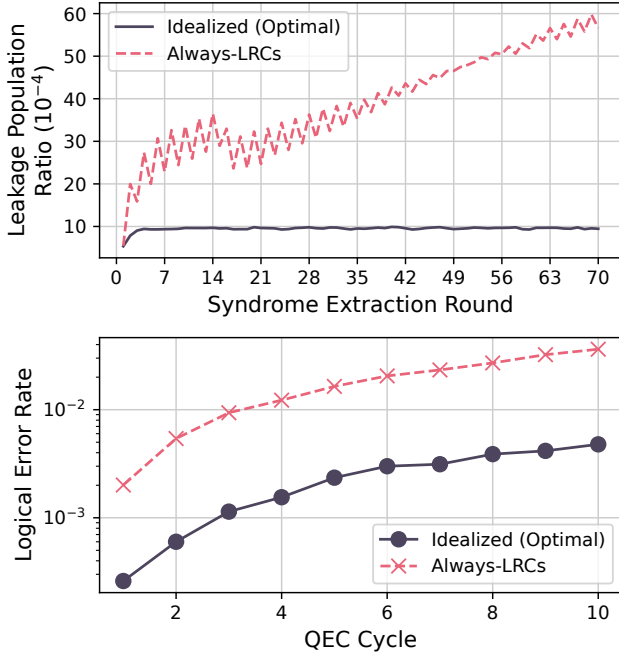 60
50
40
30
20
10
Leakage Population
Ratio (10⁻⁴)
Idealized (Optimal)
Always-LRCs
0 7 14 21 28 35 42 49 56 63 70
Syndrome Extraction Round
10⁻²
10⁻³
Logical Error Rate
Idealized (Optimal)
Always-LRCs
2 4 6 8 10
QEC Cycle